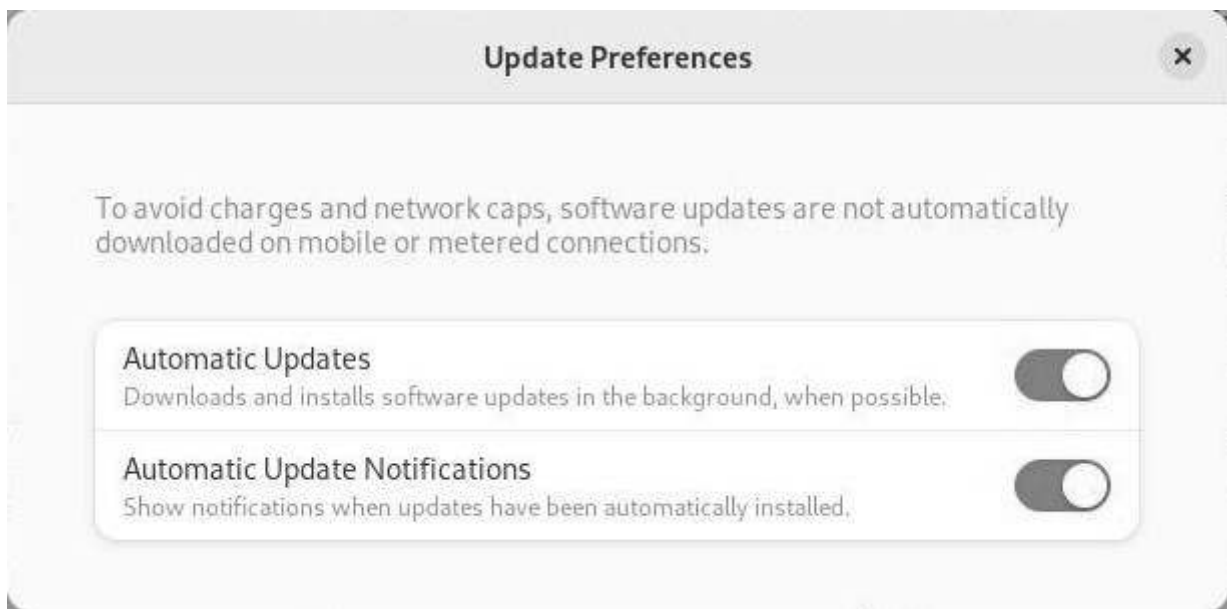 Update Preferences
To avoid charges and network caps, software updates are not automatically
downloaded on mobile or metered connections.
Automatic Updates
Downloads and installs software updates in the background, when possible.
Automatic Update Notifications
Show notifications when updates have been automatically installed.